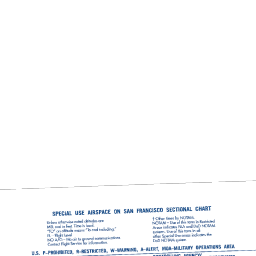 SPECIAL USE AIRSPACE ON SAN FRANCISCO SECTIONAL CHART
Unless otherwise noted altitudes are
MSL and in feet. Time is local.
"TO" an altitude means "To and including."
FL - Flight Level
NO A/G - No air to ground communications
Contact Flight Service for information.
† Other times by NOTAM.
NOTAM - Use of this term in Restricted
Areas indicates FAA and DoD NOTAM
systems. Use of this term in all
other Special Use areas indicates the
DoD NOTAM system.
U.S. P-PROHIBITED, R-RESTRICTED, W-WARNING, A-ALERT, MOA-MILITARY OPERATIONS AREA
CONTROLLING AGENCY